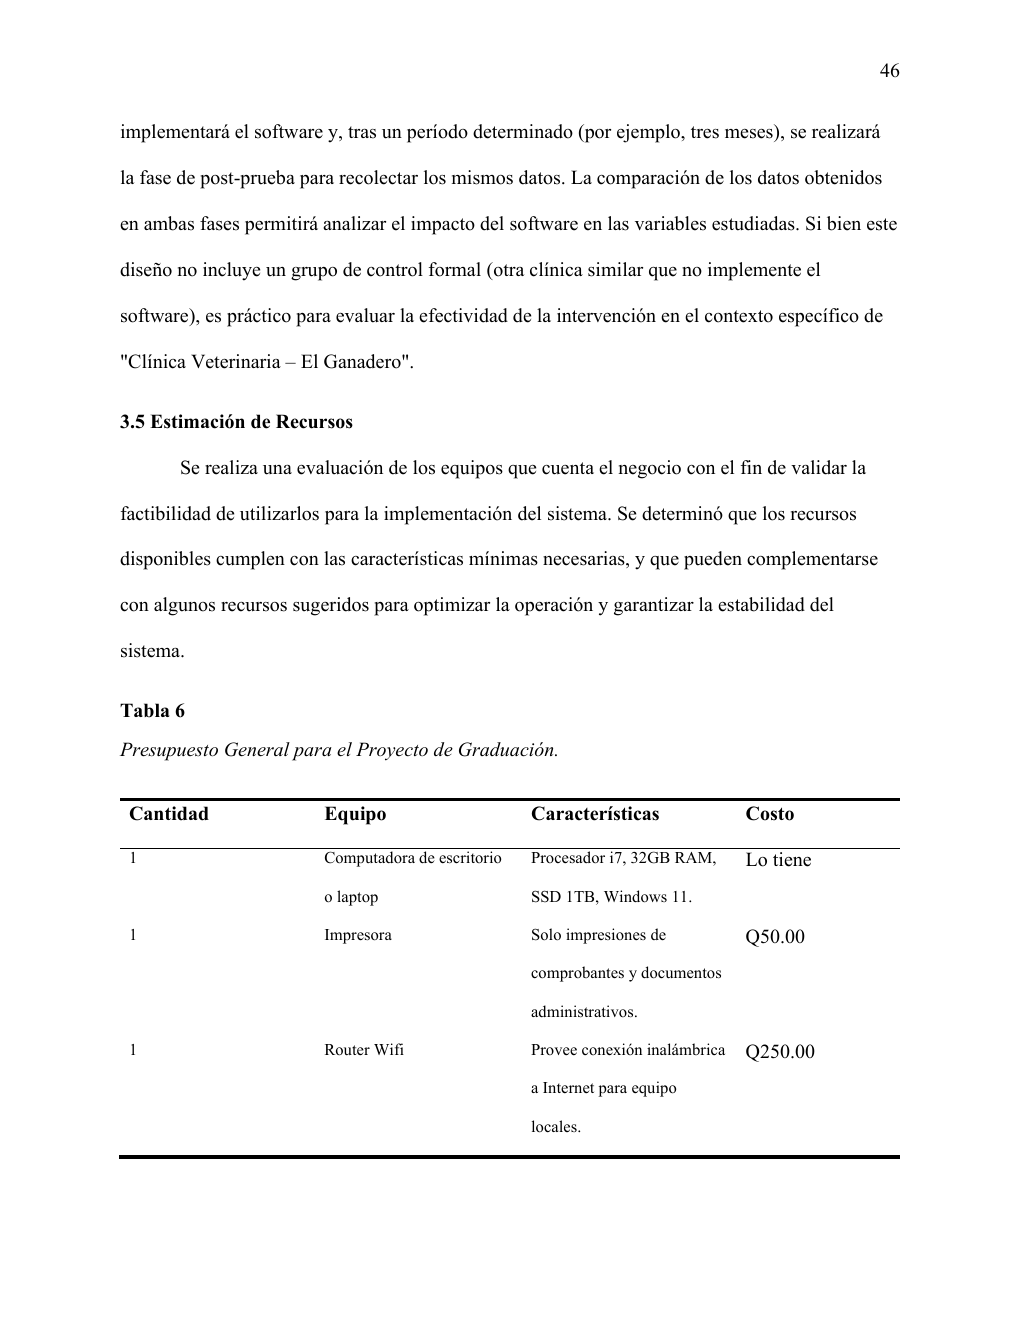 46
implementará el software y, tras un período determinado (por ejemplo, tres meses), se realizará
la fase de post-prueba para recolectar los mismos datos. La comparación de los datos obtenidos
en ambas fases permitirá analizar el impacto del software en las variables estudiadas. Si bien este
diseño no incluye un grupo de control formal (otra clínica similar que no implemente el
software), es práctico para evaluar la efectividad de la intervención en el contexto específico de
"Clínica Veterinaria – El Ganadero".
3.5 Estimación de Recursos
Se realiza una evaluación de los equipos que cuenta el negocio con el fin de validar la
factibilidad de utilizarlos para la implementación del sistema. Se determinó que los recursos
disponibles cumplen con las características mínimas necesarias, y que pueden complementarse
con algunos recursos sugeridos para optimizar la operación y garantizar la estabilidad del
sistema.
Tabla 6
Presupuesto General para el Proyecto de Graduación.
Cantidad Equipo Características Costo
1 Computadora de escritorio Procesador i7, 32GB RAM, Lo tiene
o laptop SSD 1TB, Windows 11.
1 Impresora Solo impresiones de Q50.00
comprobantes y documentos
administrativos.
1 Router Wifi Provee conexión inalámbrica Q250.00
a Internet para equipo
locales.